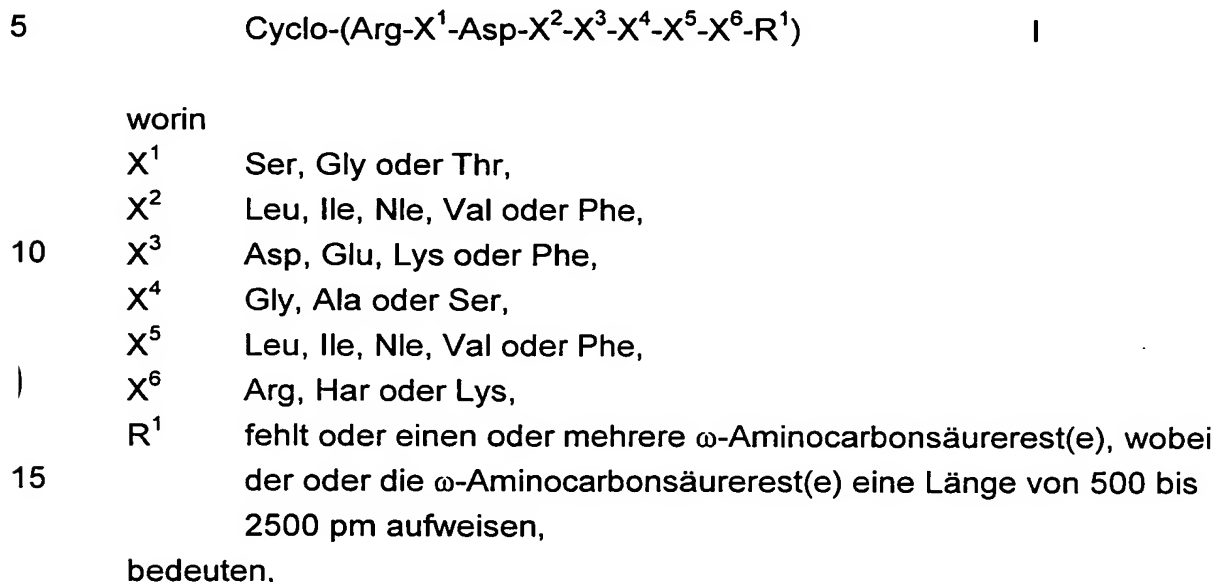 5 Cyclo-(Arg-X¹-Asp-X²-X³-X⁴-X⁵-X⁶-R¹) I
worin
X¹ Ser, Gly oder Thr,
X² Leu, Ile, Nle, Val oder Phe,
10 X³ Asp, Glu, Lys oder Phe,
X⁴ Gly, Ala oder Ser,
X⁵ Leu, Ile, Nle, Val oder Phe,
X⁶ Arg, Har oder Lys,
R¹ fehlt oder einen oder mehrere ω-Aminocarbonsäurerest(e), wobei
15 der oder die ω-Aminocarbonsäurerest(e) eine Länge von 500 bis
2500 pm aufweisen,
bedeuten,